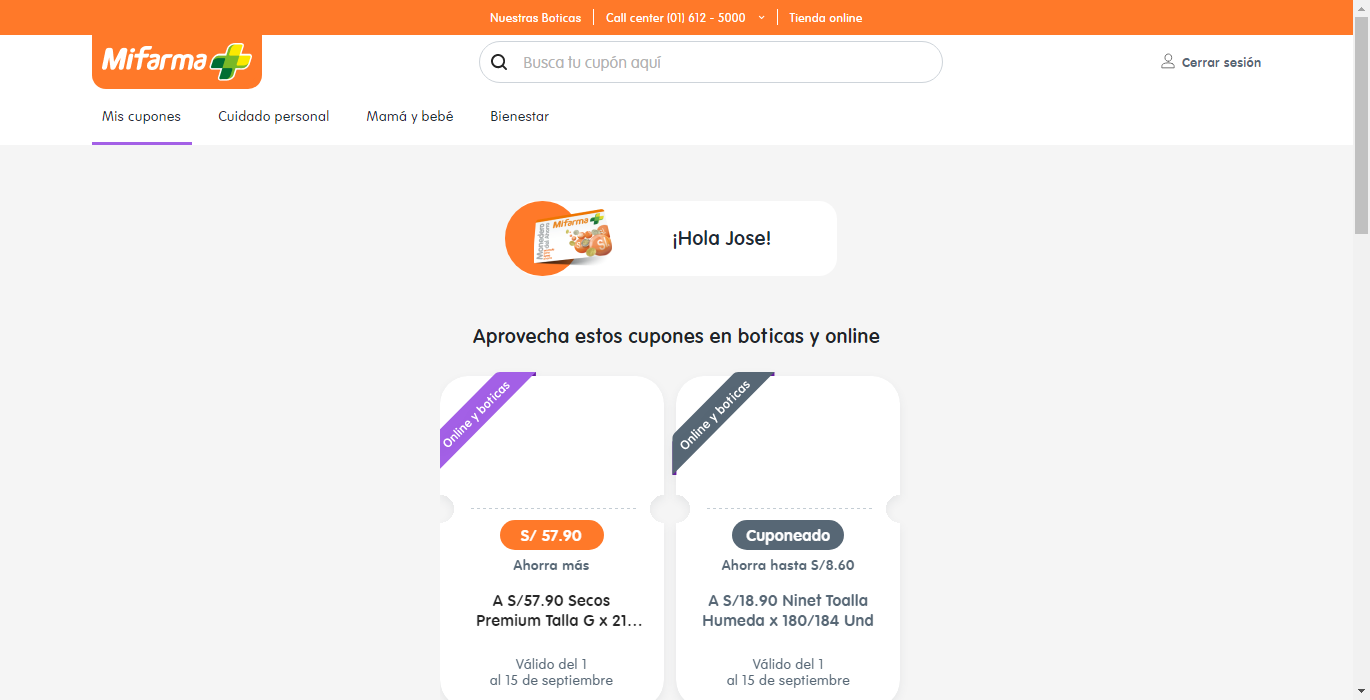 Nuestras Boticas
Call center (01) 612 - 5000
Tienda online
Mifarma
Busca tu cupón aquí
Cerrar sesión
Mis cupones
Cuidado personal
Mamá y bebé
Bienestar
Mifarma
Monedero
del Ahorro
¡Hola Jose!
Aprovecha estos cupones en boticas y online
Online y boticas
S/ 57.90
Ahorra más
A S/57.90 Secos
Premium Talla G x 21...
Válido del 1
al 15 de septiembre
Online y boticas
Cuponeado
Ahorra hasta S/8.60
A S/18.90 Ninet Toalla
Humeda x 180/184 Und
Válido del 1
al 15 de septiembre